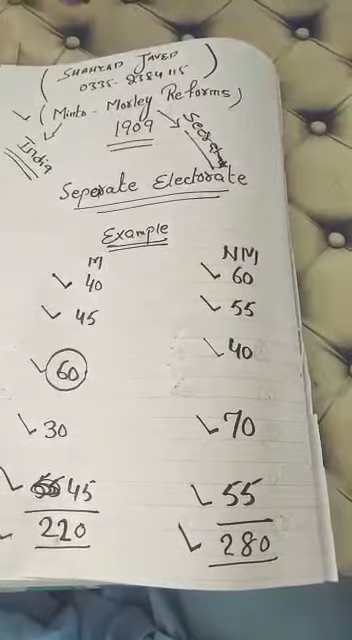 (SHAHZAD JAVED
0335-8384115)
(Minto-Morley Reforms)
1909
India
Seperate Electorate
Example
M NM
40 60
45 55
60 40
30 70
45 55
220 280